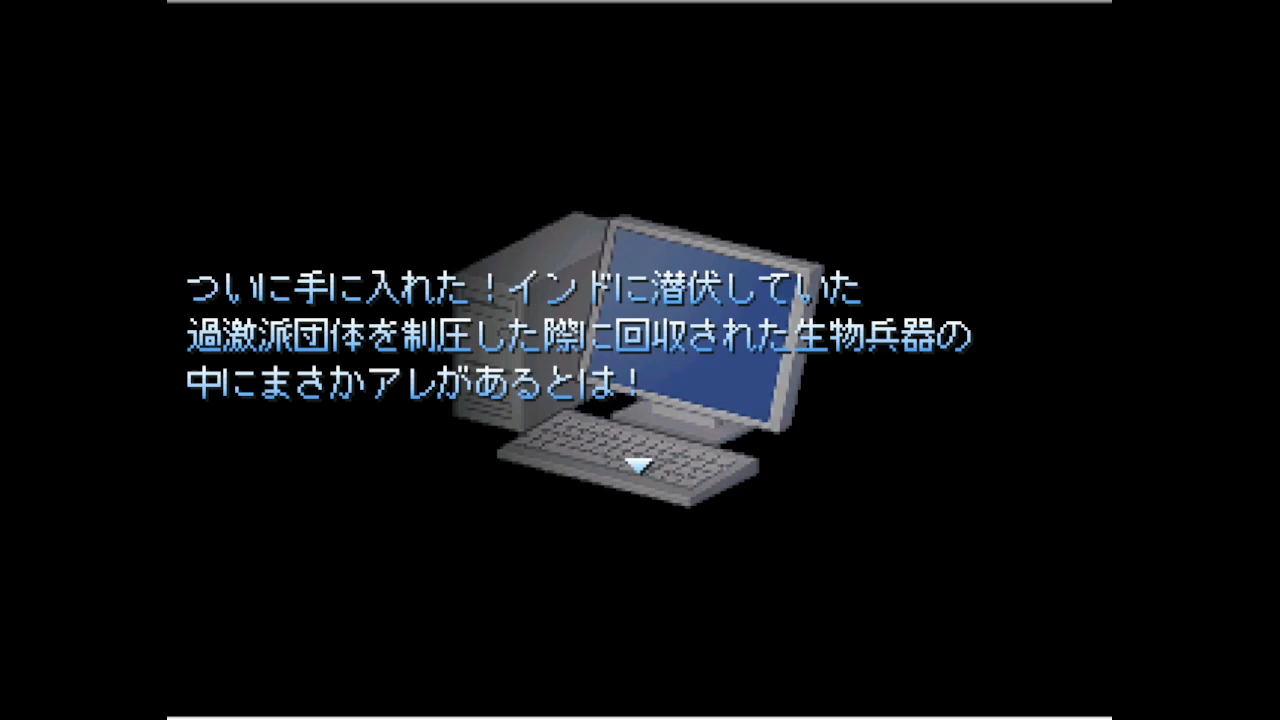 ついに手に入れた！インドに潜伏していた
過激派団体を制圧した際に回収された生物兵器の
中にまさかアレがあるとは！